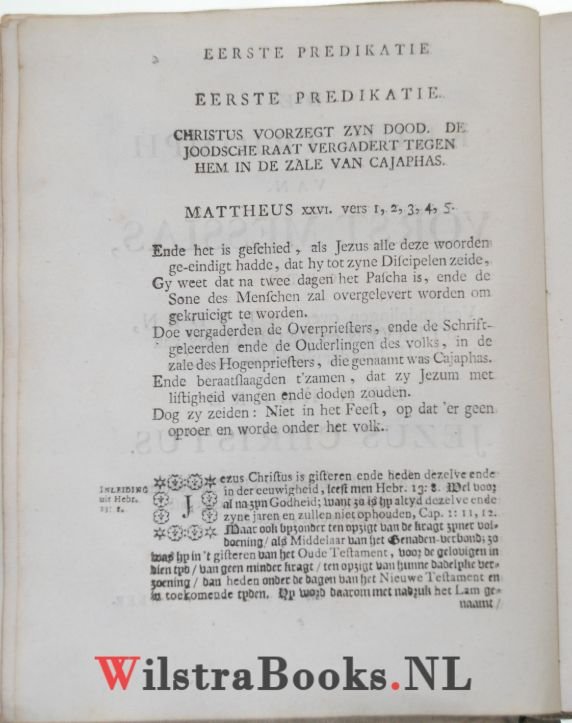 2 EERSTE PREDIKATIE
EERSTE PREDIKATIE.
CHRISTUS VOORZEGT ZYN DOOD. DE
JOODSCHE RAAT VERGADERT TEGEN
HEM IN DE ZALE VAN CAJAPHAS.
MATTHEUS XXVI. vers 1, 2, 3, 4, 5.
Ende het is geſchied, als Jezus alle deze woorden
ge-eindigt hadde, dat hy tot zyne Diſcipelen zeide,
Gy weet dat na twee dagen het Paſcha is, ende de
Sone des Menſchen zal overgelevert worden om
gekruicigt te worden.
Doe vergaderden de Overprieſters, ende de Schrift-
geleerden ende de Ouderlingen des volks, in de
zale des Hogenprieſters, die genaamt was Cajaphas.
Ende beraatſlaagden t'zamen, dat zy Jezum met
liſtigheid vangen ende doden zouden.
Dog zy zeiden: Niet in het Feeſt, op dat 'er geen
oproer en worde onder het volk.
INLEIDING
uit Hebr.
13: 8.
Jezus Chriſtus is giſteren ende heden dezelve ende
in der eeuwigheid, leeſt men Hebr. 13: 8. Wel voor
al na zyn Godheid; want zo is hy altyd dezelve ende
zyne jaren en zullen niet ophouden, Cap. 1: 11, 12.
Maar ook byzonder ten opzigt van de kragt zyner vol-
doening/ als Middelaar van het Genaden-verbond; zo
was hy in 't giſteren van het Oude Teſtament, voor de gelovigen in
dien tyd/ van geen minder kragt/ ten opzigt van hunne dadelyke ver-
zoening/ dan heden onder de dagen van het Nieuwe Teſtament en
in toekomende tyden. Hy word daarom met nadruk het Lam ge-
naamt/
WilstraBooks.NL